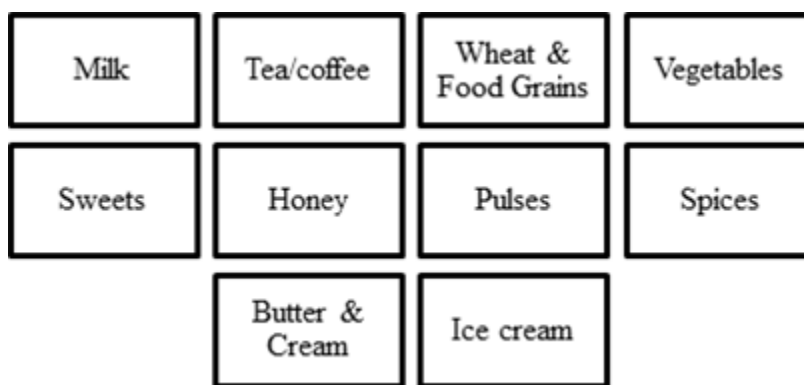 Milk
Tea/coffee
Wheat &
Food Grains
Vegetables
Sweets
Honey
Pulses
Spices
Butter &
Cream
Ice cream